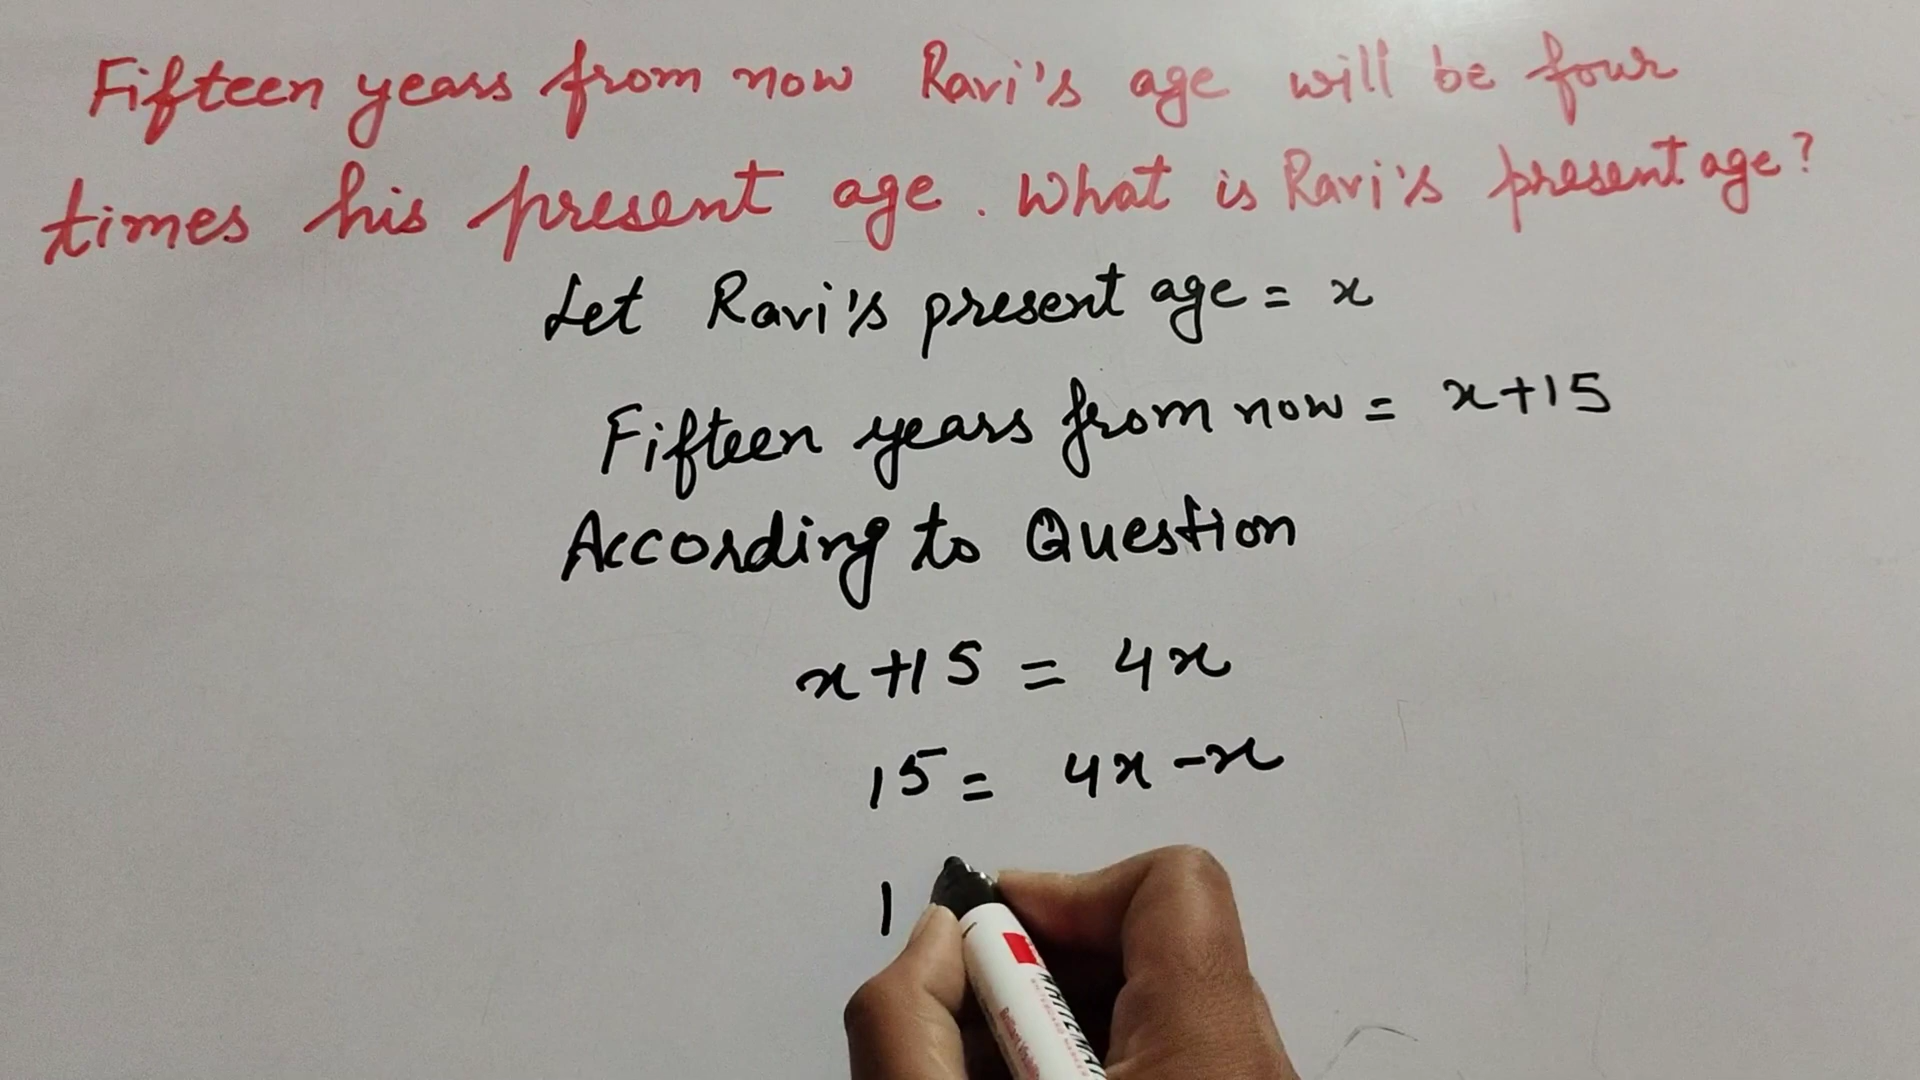 Fifteen years from now Ravi's age will be four
times his present age. What is Ravi's present age?
Let Ravi's present age = x
Fifteen years from now = x+15
According to Question
x+15 = 4x
15 = 4x-x
1